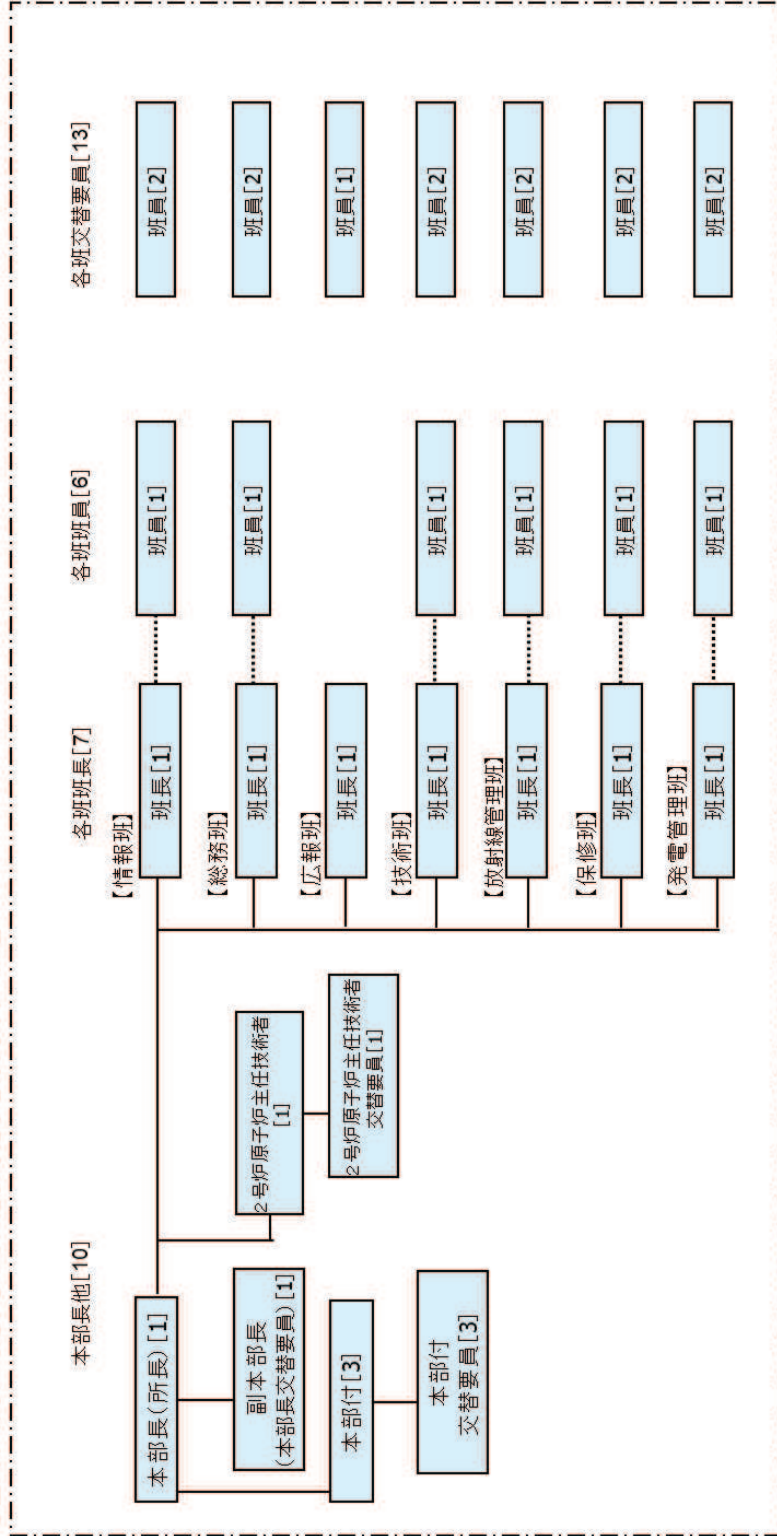 本部長他[10]
本部長(所長)[1]
副本部長
(本部長交替要員)[1]
本部付[3]
本部付
交替要員[3]
2号炉原子炉主任技術者
[1]
2号炉原子炉主任技術者
交替要員[1]
各班班長[7]
【情報班】
班長[1]
【総務班】
班長[1]
【広報班】
班長[1]
【技術班】
班長[1]
【放射線管理班】
班長[1]
【保修班】
班長[1]
【発電管理班】
班長[1]
各班班員[6]
班員[1]
班員[1]
班員[1]
班員[1]
班員[1]
班員[1]
各班交替要員[13]
班員[2]
班員[2]
班員[1]
班員[2]
班員[2]
班員[2]
班員[2]